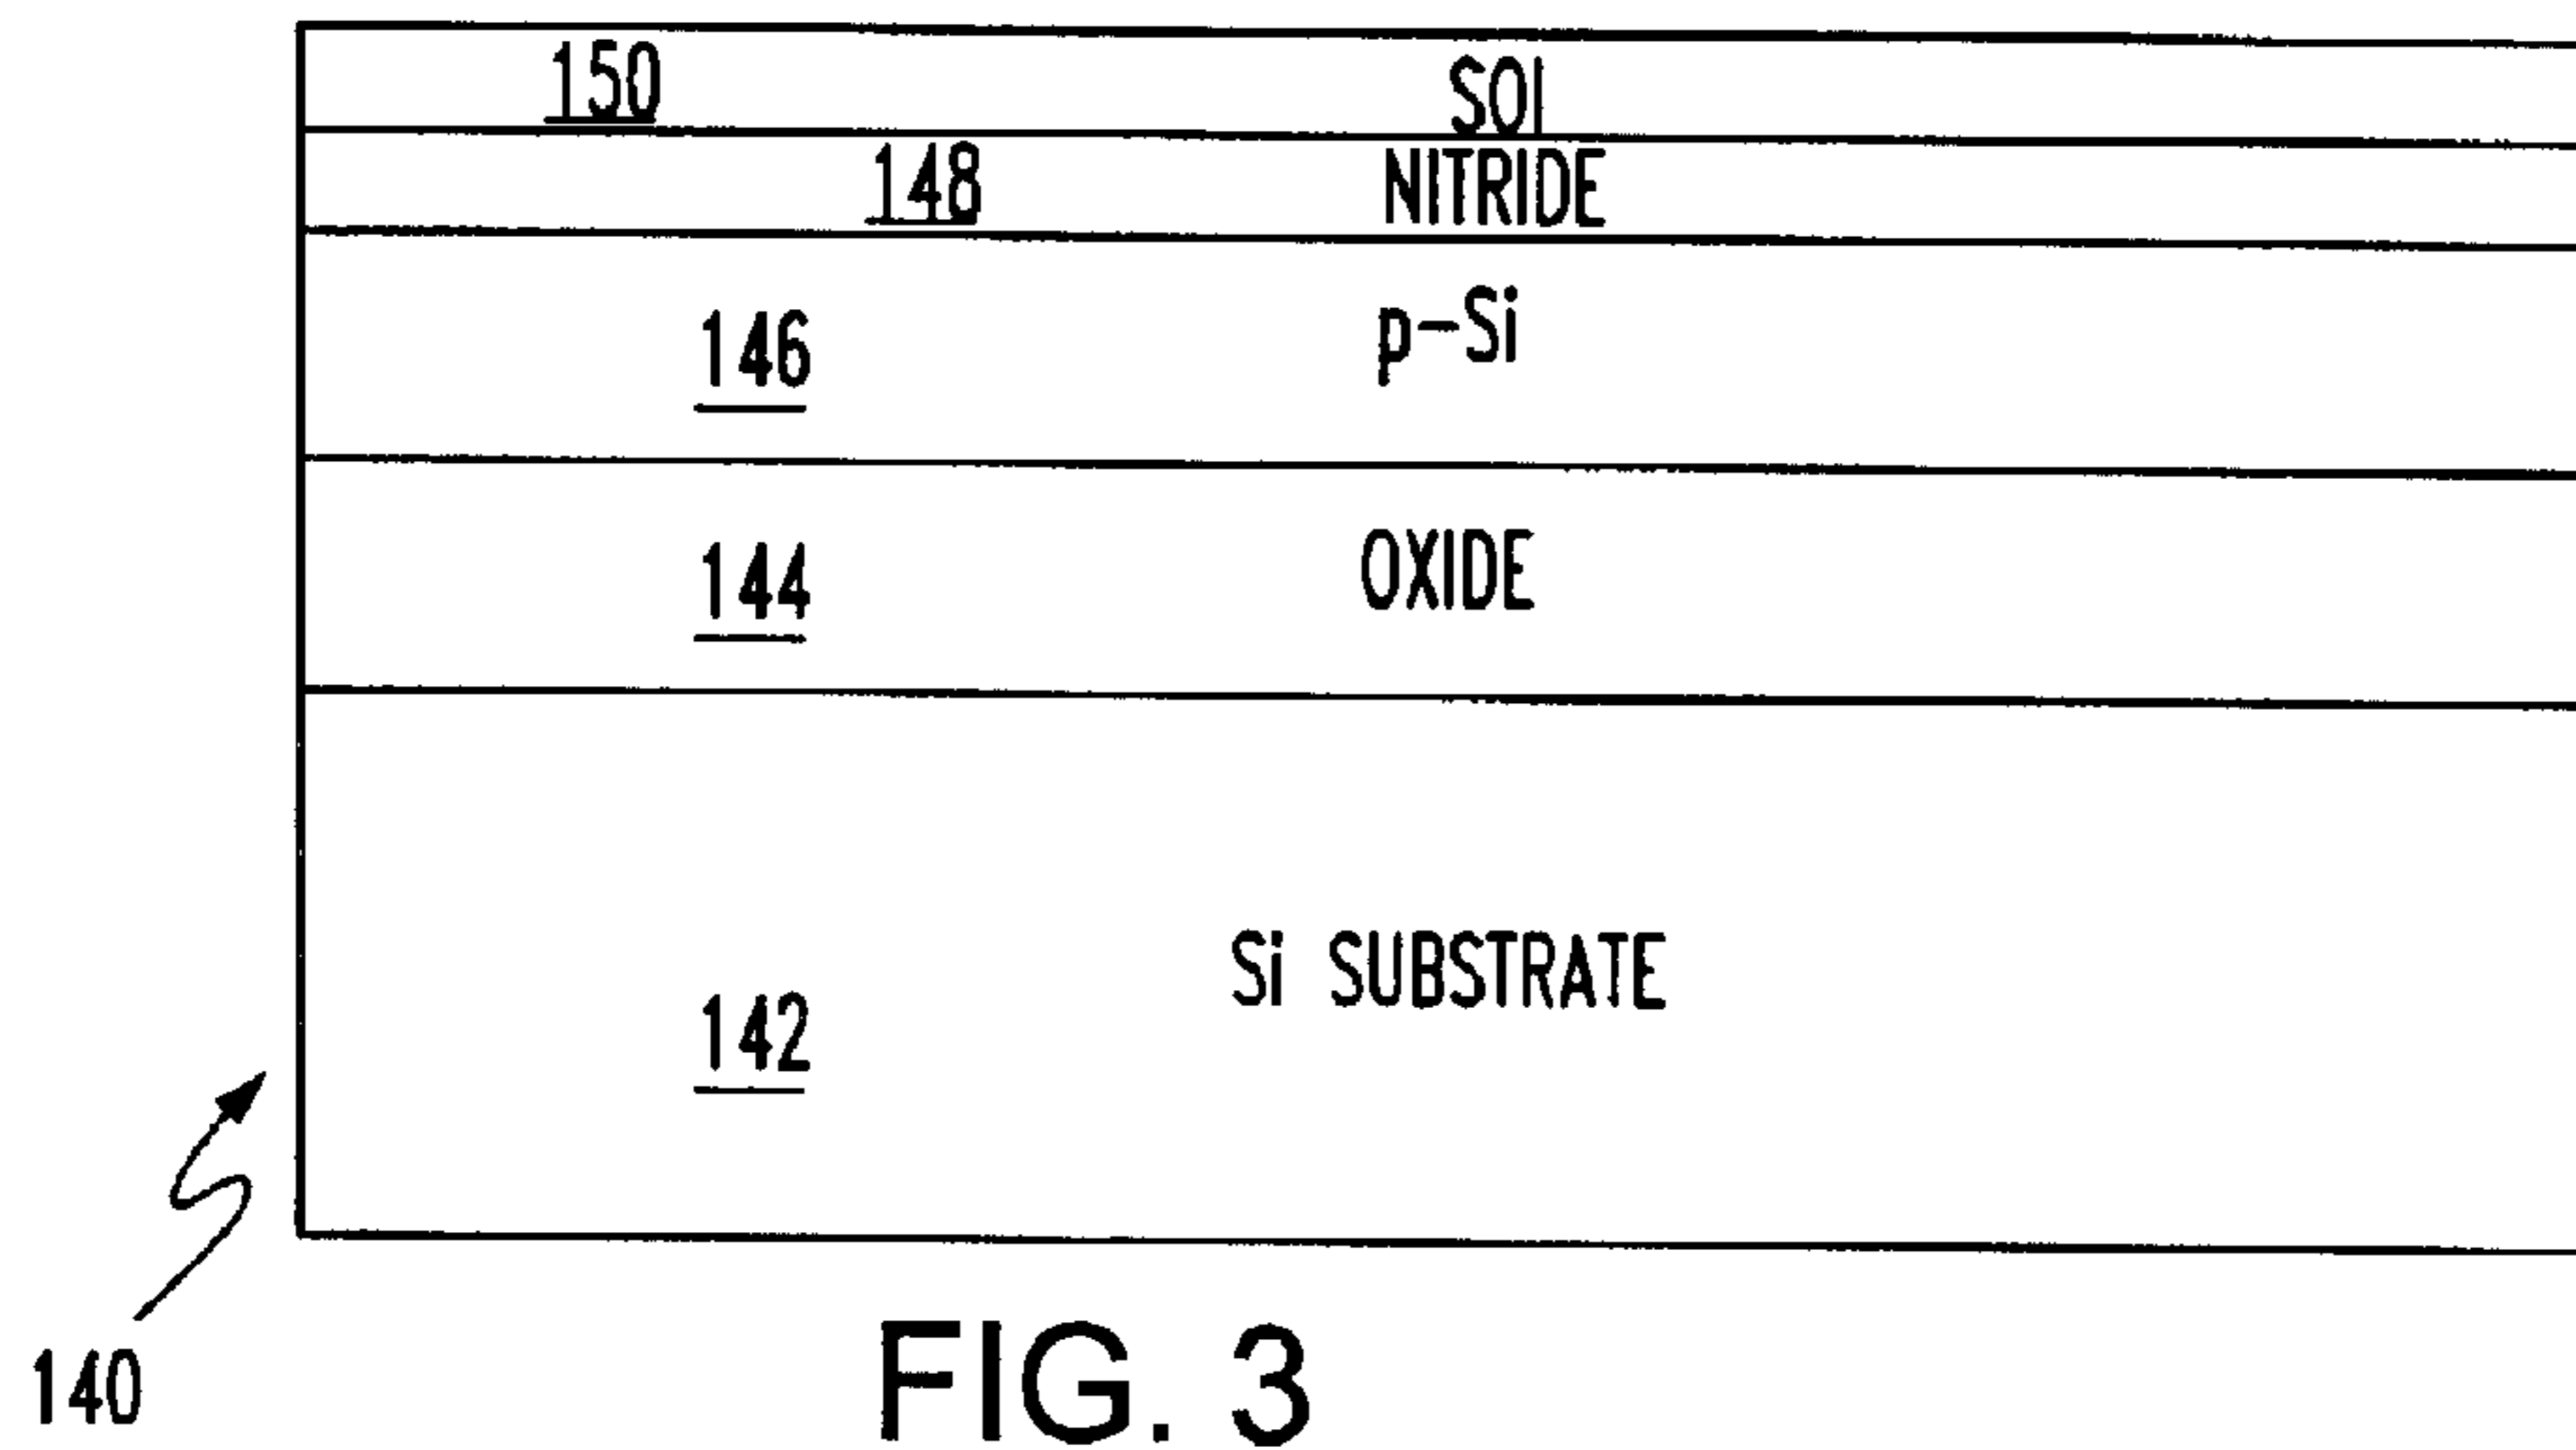 150 SOI
148 NITRIDE
146 p-Si
144 OXIDE
142 Si SUBSTRATE
140
FIG. 3